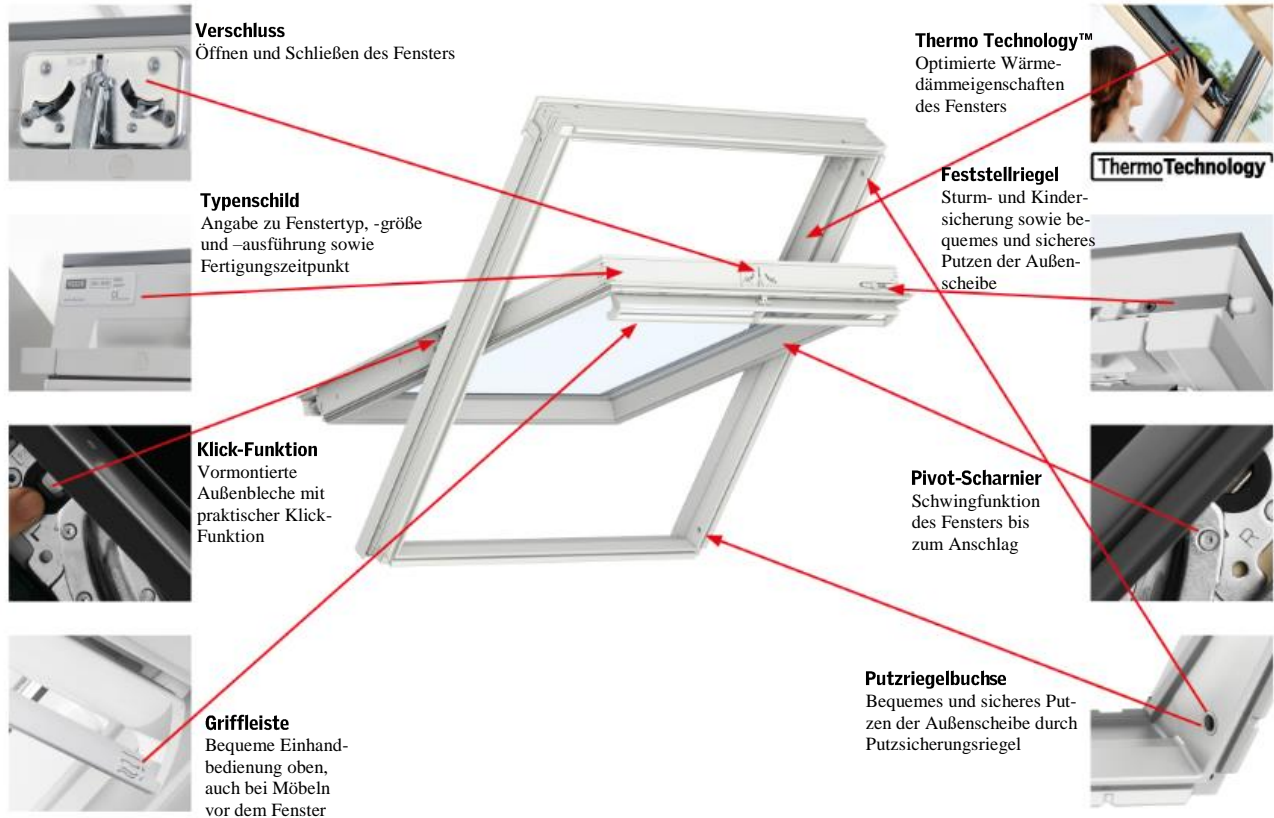 Verschluss
Öffnen und Schließen des Fensters
Typenschild
Angabe zu Fenstertyp, -größe
und –ausführung sowie
Fertigungszeitpunkt
Klick-Funktion
Vormontierte
Außenbleche mit
praktischer Klick-
Funktion
Griffleiste
Bequeme Einhand-
bedienung oben,
auch bei Möbeln
vor dem Fenster
Thermo Technology™
Optimierte Wärme-
dämmeigenschaften
des Fensters
ThermoTechnology
Feststellriegel
Sturm- und Kinder-
sicherung sowie be-
quemes und sicheres
Putzen der Außen-
scheibe
Pivot-Scharnier
Schwingfunktion
des Fensters bis
zum Anschlag
R
Putzriegelbuchse
Bequemes und sicheres Put-
zen der Außenscheibe durch
Putzsicherungsriegel